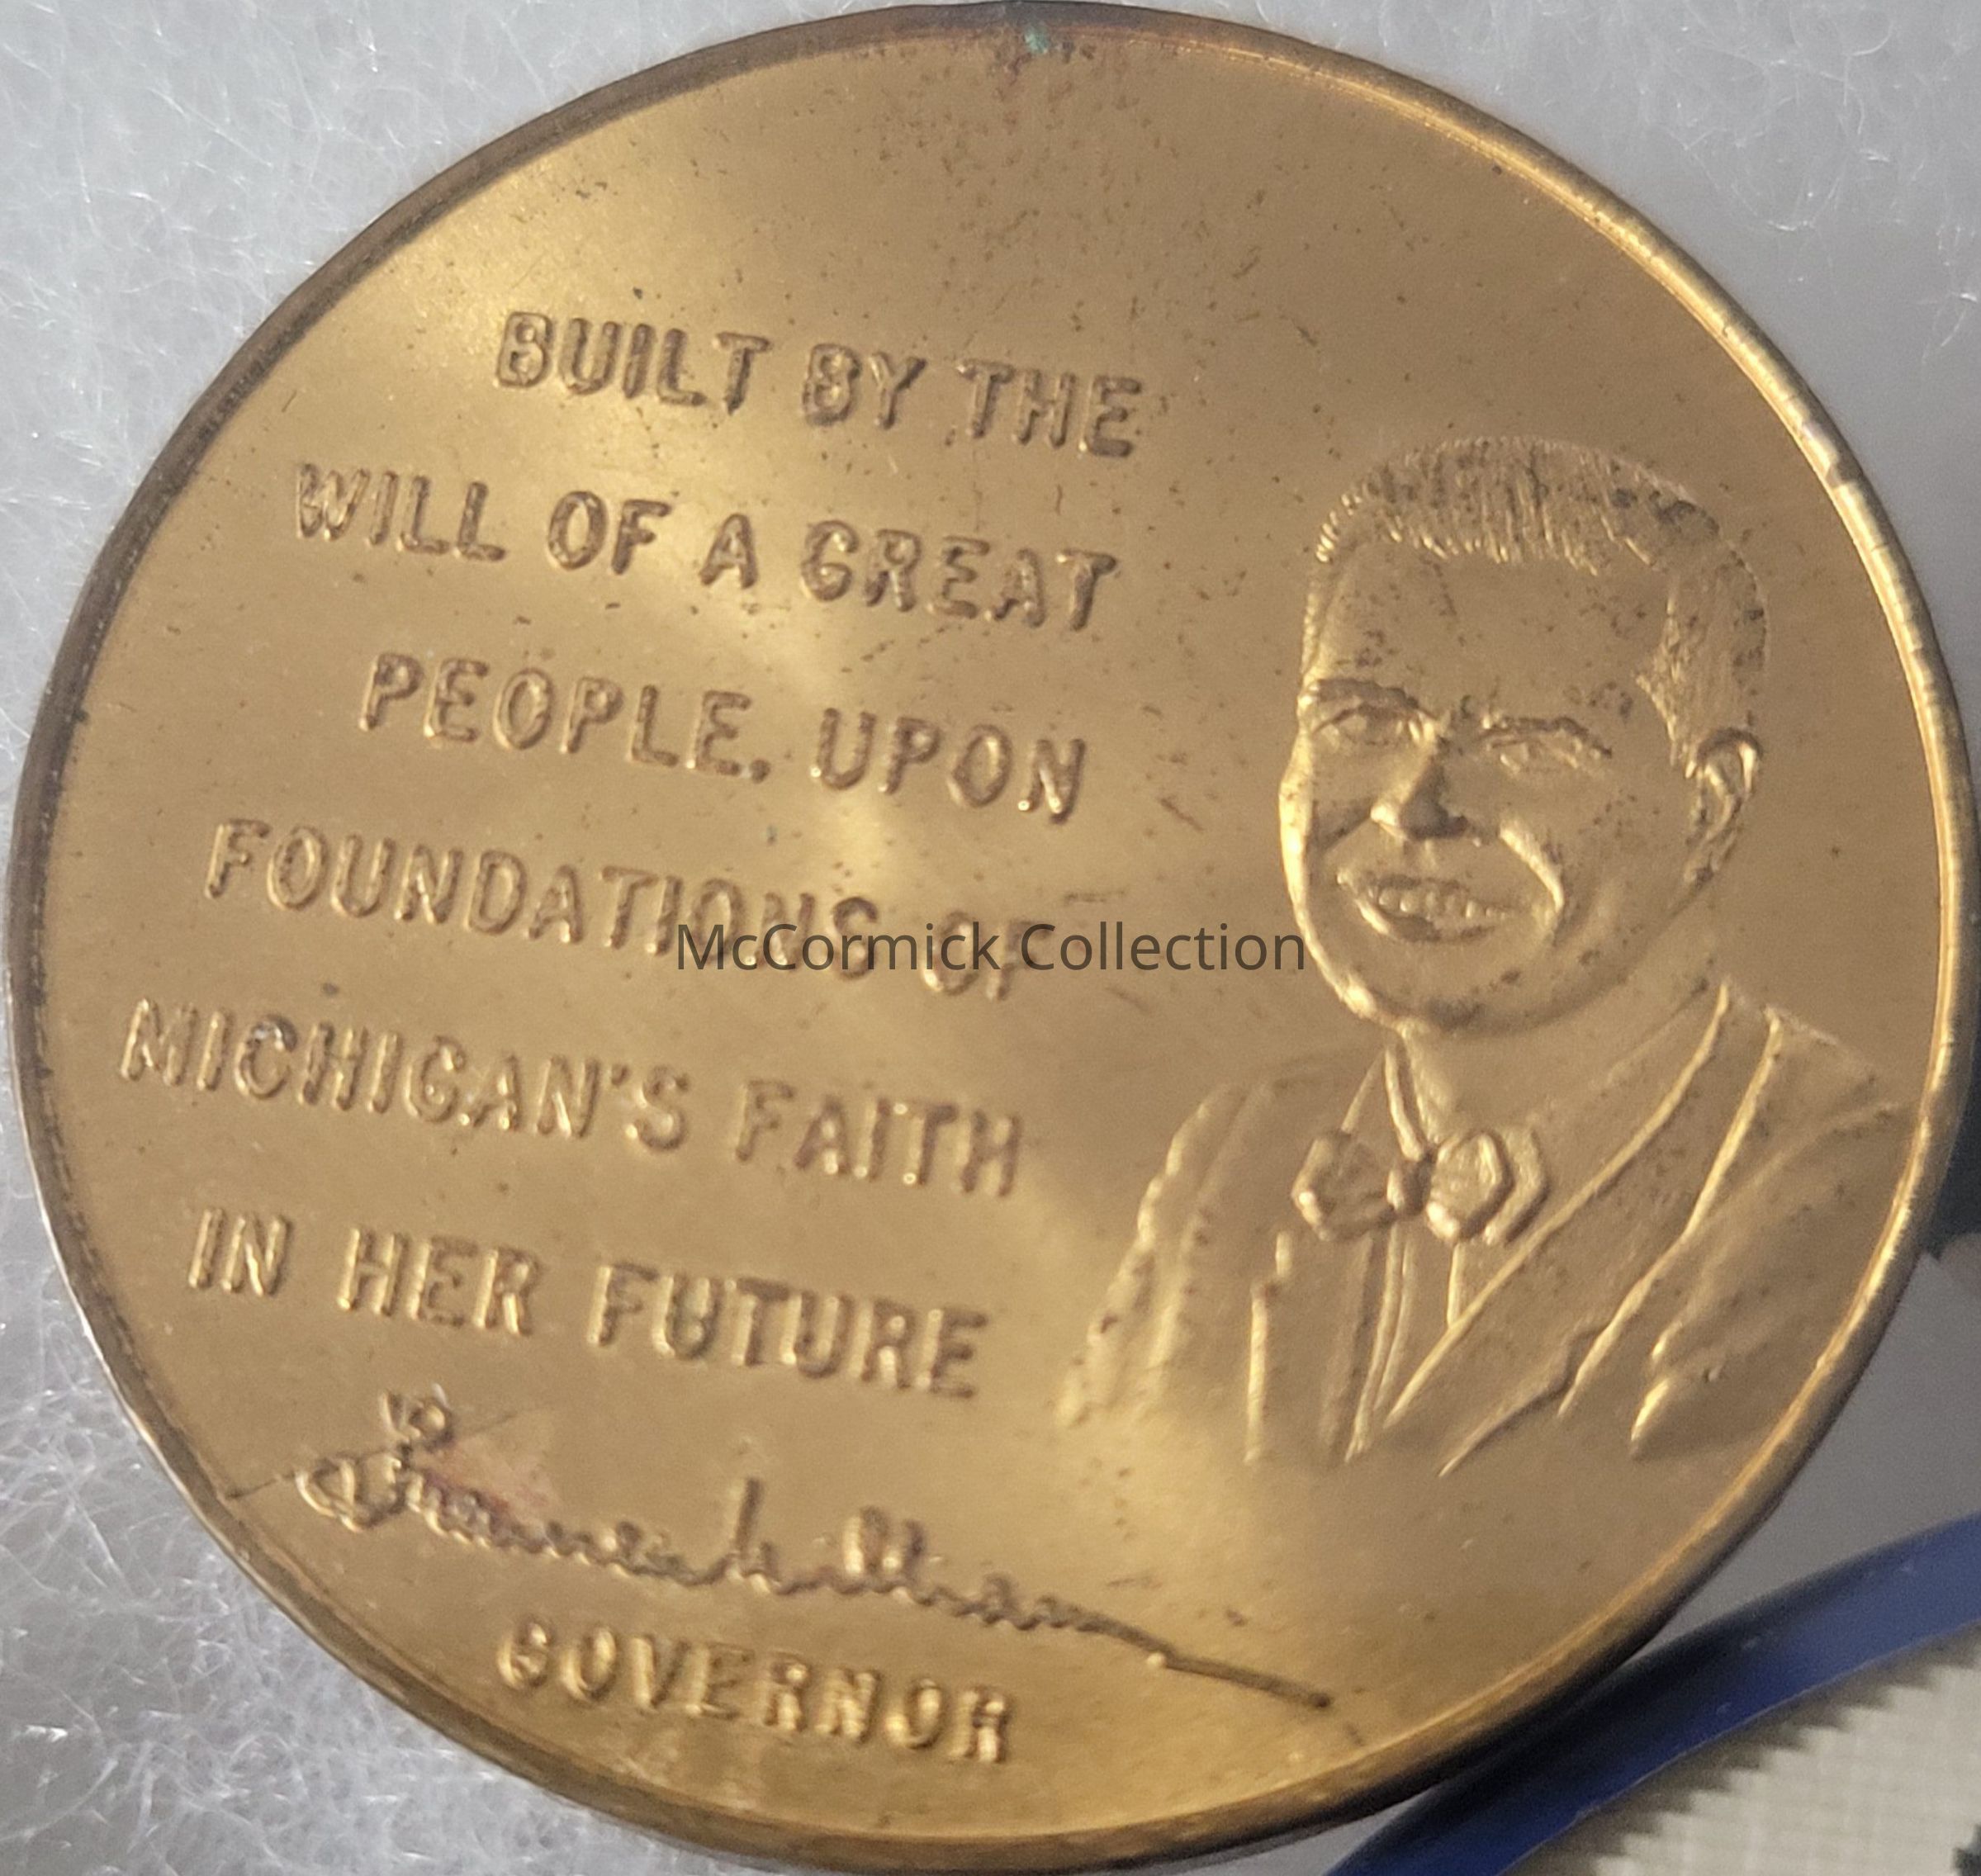 BUILT BY THE
WILL OF A GREAT
PEOPLE, UPON
FOUNDATIONS OF
McCormick Collection
MICHIGAN'S FAITH
IN HER FUTURE
GOVERNOR